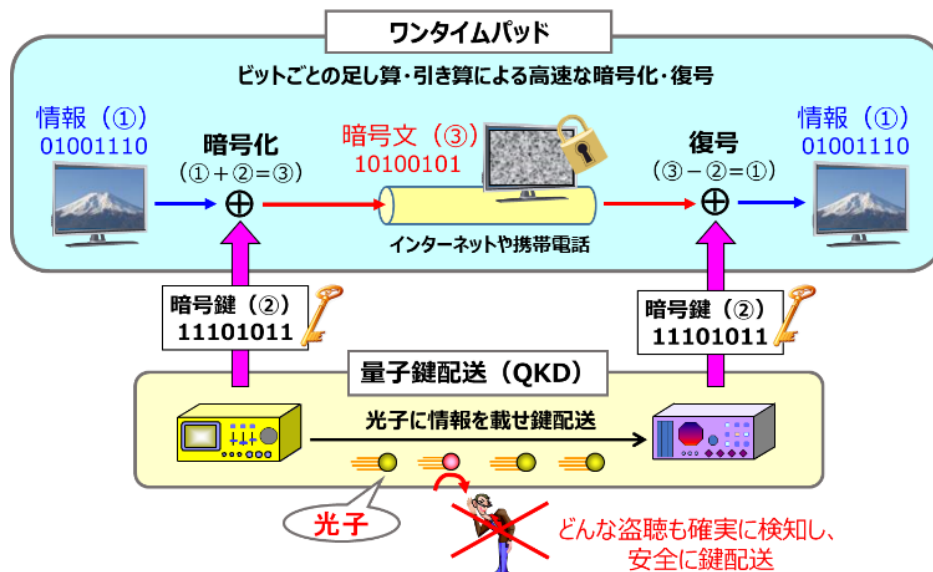 ワンタイムパッド
ビットごとの足し算・引き算による高速な暗号化・復号
情報（①）
01001110
暗号化
（①＋②＝③）
暗号文（③）
10100101
インターネットや携帯電話
復号
（③－②＝①）
情報（①）
01001110
暗号鍵（②）
11101011
暗号鍵（②）
11101011
量子鍵配送（QKD）
光子に情報を載せ鍵配送
光子
どんな盗聴も確実に検知し、
安全に鍵配送